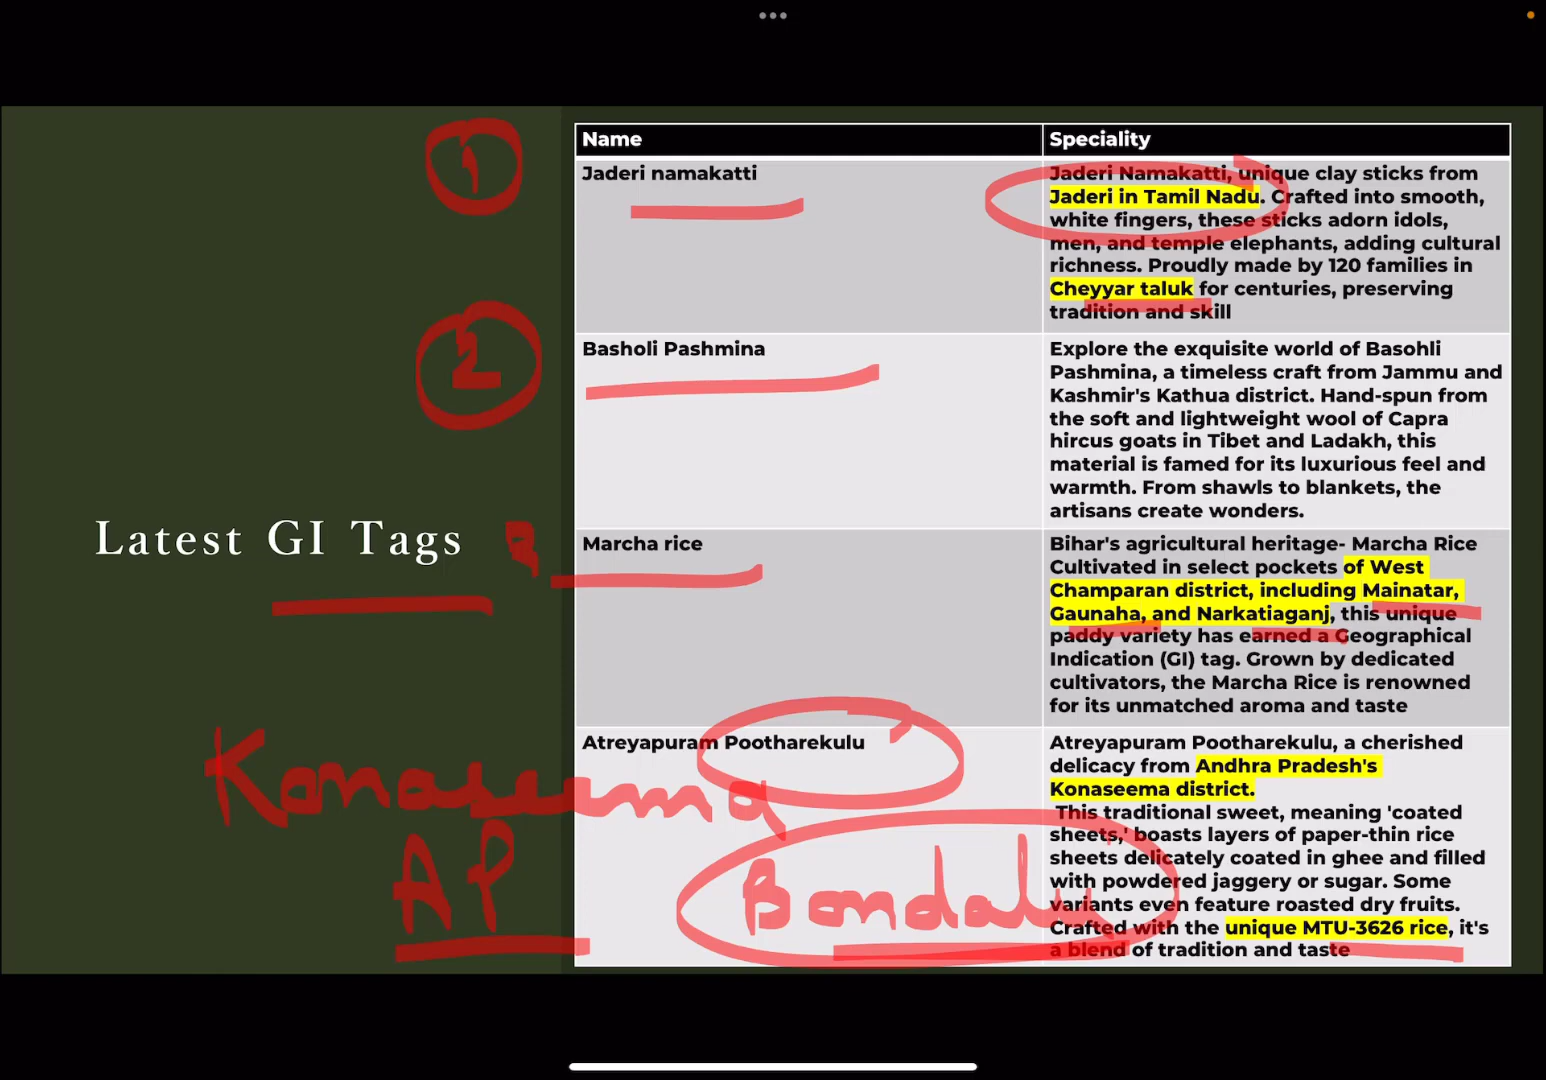 Latest GI Tags
1
2
3
Konaseema
AP
Bondalu
Name
Speciality
Jaderi namakatti
Jaderi Namakatti, unique clay sticks from
Jaderi in Tamil Nadu. Crafted into smooth,
white fingers, these sticks adorn idols,
men, and temple elephants, adding cultural
richness. Proudly made by 120 families in
Cheyyar taluk for centuries, preserving
tradition and skill
Basholi Pashmina
Explore the exquisite world of Basohli
Pashmina, a timeless craft from Jammu and
Kashmir's Kathua district. Hand-spun from
the soft and lightweight wool of Capra
hircus goats in Tibet and Ladakh, this
material is famed for its luxurious feel and
warmth. From shawls to blankets, the
artisans create wonders.
Marcha rice
Bihar's agricultural heritage- Marcha Rice
Cultivated in select pockets of West
Champaran district, including Mainatar,
Gaunaha, and Narkatiaganj, this unique
paddy variety has earned a Geographical
Indication (GI) tag. Grown by dedicated
cultivators, the Marcha Rice is renowned
for its unmatched aroma and taste
Atreyapuram Pootharekulu
Atreyapuram Pootharekulu, a cherished
delicacy from Andhra Pradesh's
Konaseema district.
This traditional sweet, meaning 'coated
sheets,' boasts layers of paper-thin rice
sheets delicately coated in ghee and filled
with powdered jaggery or sugar. Some
variants even feature roasted dry fruits.
Crafted with the unique MTU-3626 rice, it's
a blend of tradition and taste